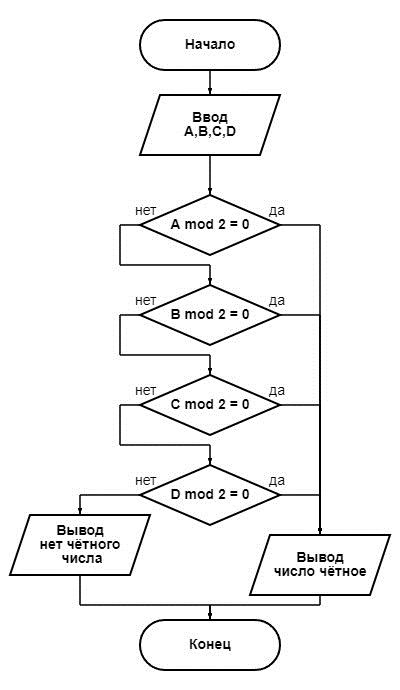 Начало
Ввод
A,B,C,D
нет
да
A mod 2 = 0
нет
да
B mod 2 = 0
нет
да
C mod 2 = 0
нет
да
D mod 2 = 0
Вывод
нет чётного
числа
Вывод
число чётное
Конец